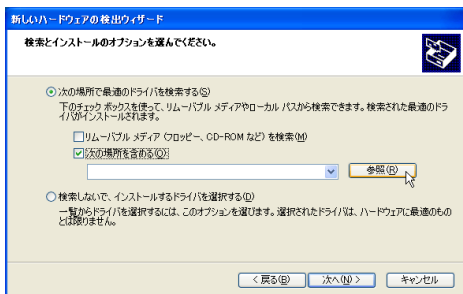 新しいハードウェアの検出ウィザード
検索とインストールのオプションを選んでください。
次の場所で最適のドライバを検索する(S)
下のチェック ボックスを使って、リムーバブル メディアやローカル パスから検索できます。検索された最適のドラ
イバがインストールされます。
リムーバブル メディア (フロッピー、CD-ROM など) を検索(M)
次の場所を含める(O):
参照(R)
検索しないで、インストールするドライバを選択する(D)
一覧からドライバを選択するには、このオプションを選びます。選択されたドライバは、ハードウェアに最適のもの
とは限りません。
< 戻る(B) 次へ(N) > キャンセル